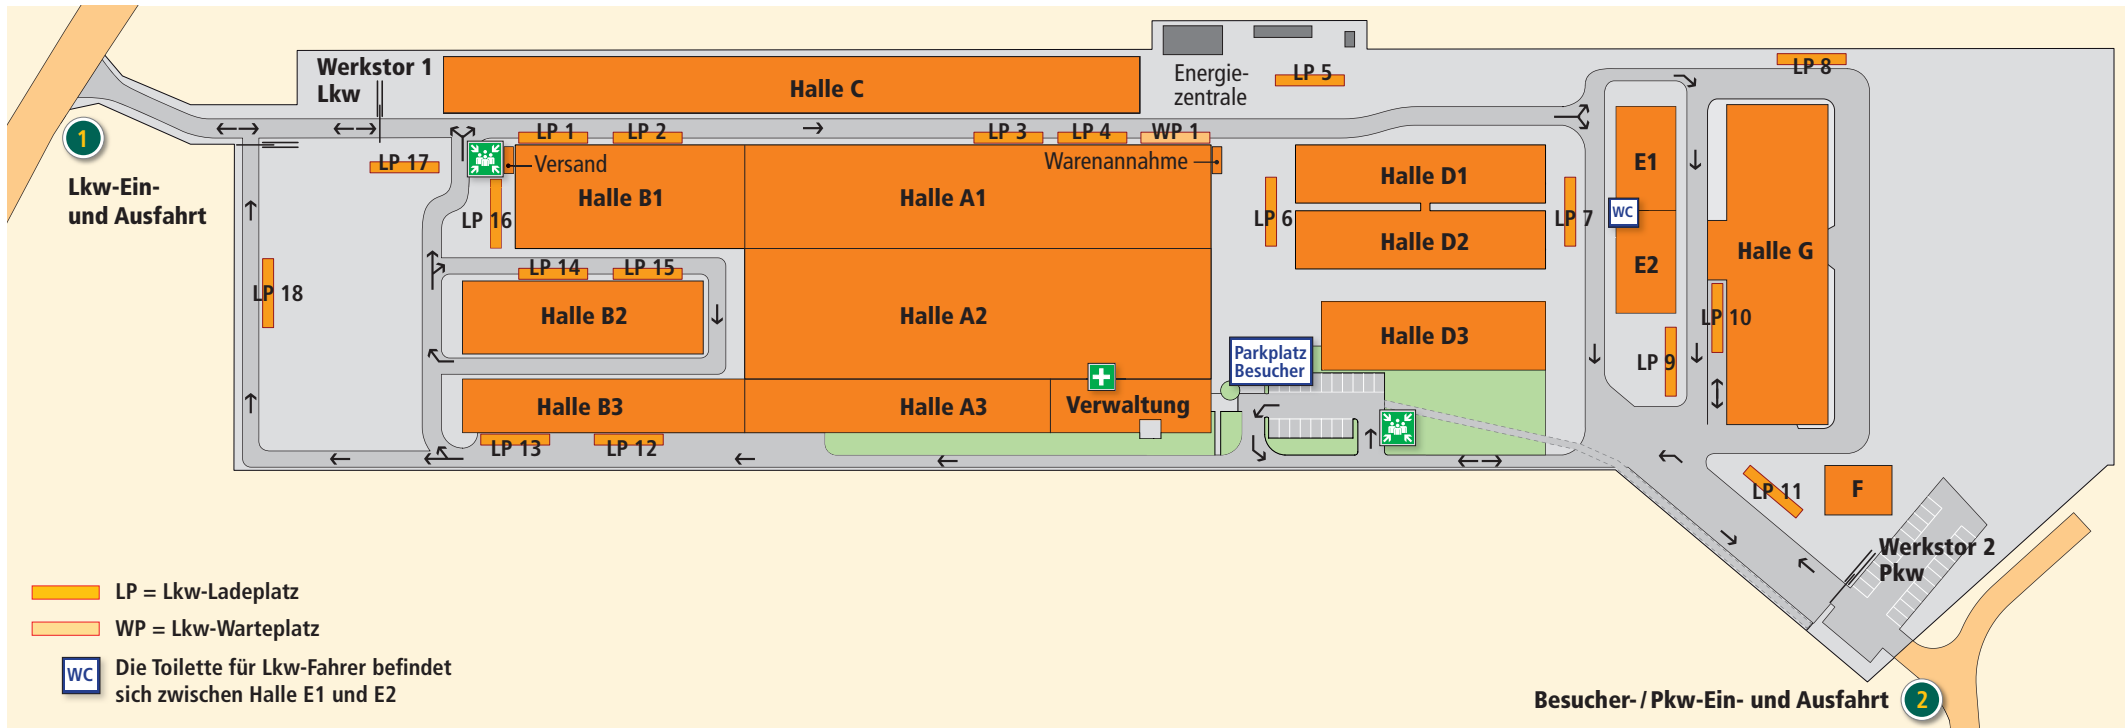 Werkstor 1
Lkw
Halle C
Energie-
zentrale
LP 5
LP 8
1
Lkw-Ein-
und Ausfahrt
LP 17
LP 1
LP 2
LP 3
LP 4
WP 1
Versand
Warenannahme
LP 16
Halle B1
Halle A1
LP 6
Halle D1
Halle D2
LP 7
E1
WC
E2
Halle G
LP 18
LP 14
LP 15
Halle B2
Halle A2
Halle D3
LP 10
LP 9
Parkplatz
Besucher
Halle B3
Halle A3
Verwaltung
LP 13
LP 12
LP 11
F
Werkstor 2
Pkw
LP = Lkw-Ladeplatz
WP = Lkw-Warteplatz
WC
Die Toilette für Lkw-Fahrer befindet
sich zwischen Halle E1 und E2
Besucher- / Pkw-Ein- und Ausfahrt
2